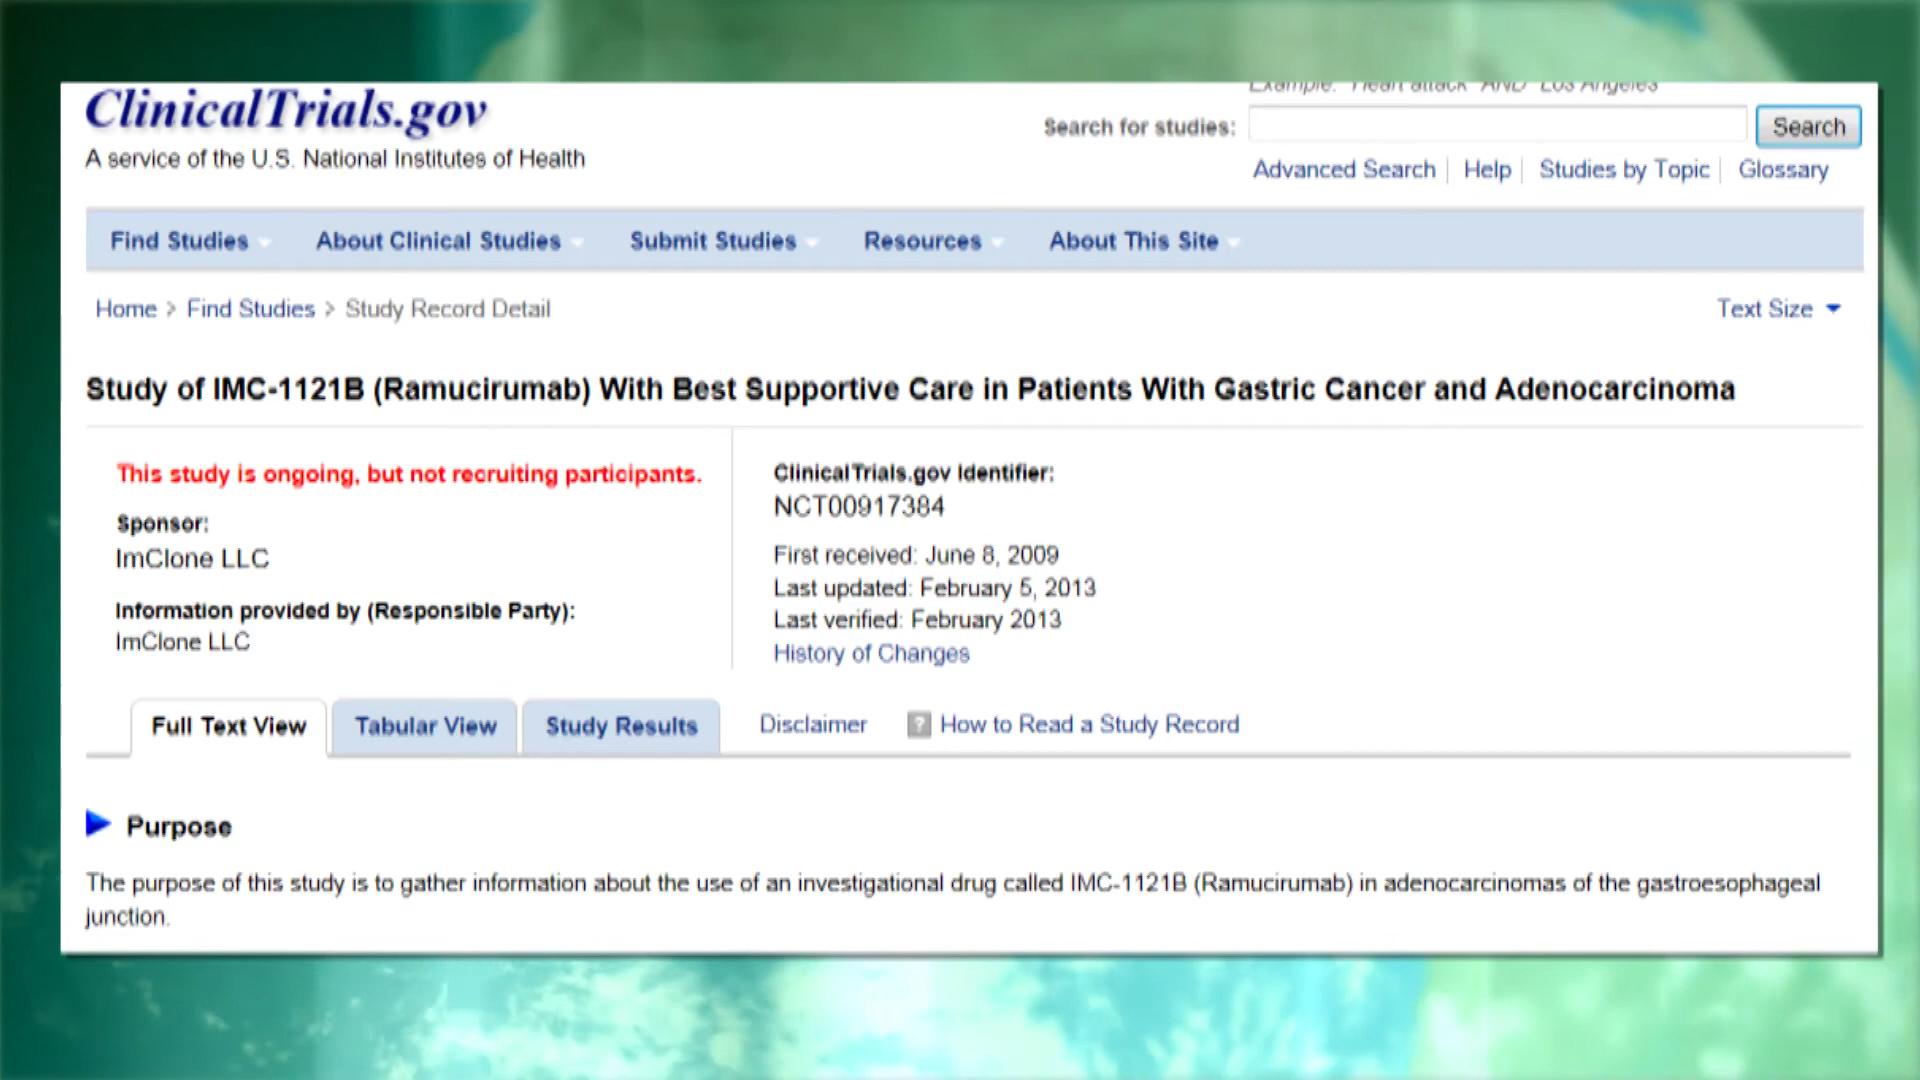 Example: "Heart attack" AND "Los Angeles"
ClinicalTrials.gov
A service of the U.S. National Institutes of Health
Search for studies:
Search
Advanced Search | Help | Studies by Topic | Glossary
Find Studies About Clinical Studies Submit Studies Resources About This Site
Home > Find Studies > Study Record Detail
Text Size
Study of IMC-1121B (Ramucirumab) With Best Supportive Care in Patients With Gastric Cancer and Adenocarcinoma
This study is ongoing, but not recruiting participants.
Sponsor:
ImClone LLC
Information provided by (Responsible Party):
ImClone LLC
ClinicalTrials.gov Identifier:
NCT00917384
First received: June 8, 2009
Last updated: February 5, 2013
Last verified: February 2013
History of Changes
Full Text View Tabular View Study Results Disclaimer ? How to Read a Study Record
Purpose
The purpose of this study is to gather information about the use of an investigational drug called IMC-1121B (Ramucirumab) in adenocarcinomas of the gastroesophageal
junction.